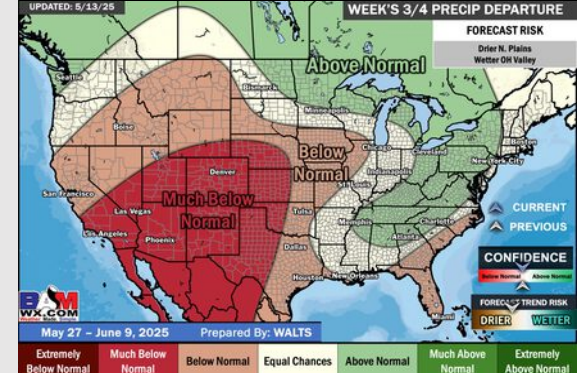 UPDATED: 5/13/25
WEEK'S 3/4 PRECIP DEPARTURE
FORECAST RISK
Drier N. Plains
Wetter OH Valley
Above Normal
Seattle
Bismarck
Minneapolis
Boise
Boston
Chicago
Cleveland
New York City
Below
Normal
Indianapolis
Denver
St. Louis
San Francisco
Much Below
Normal
Las Vegas
Tulsa
Memphis
Charlotte
CURRENT
PREVIOUS
Los Angeles
Phoenix
Atlanta
Dallas
CONFIDENCE
Below Normal
Above Normal
Houston
New Orleans
FORECAST TREND RISK
DRIER
WETTER
Miami
BAM
WX.COM
Weather Made Simple
May 27 – June 9, 2025
Prepared By: WALTS
Extremely
Below Normal
Much Below
Normal
Below Normal
Equal Chances
Above Normal
Much Above
Normal
Extremely
Above Normal